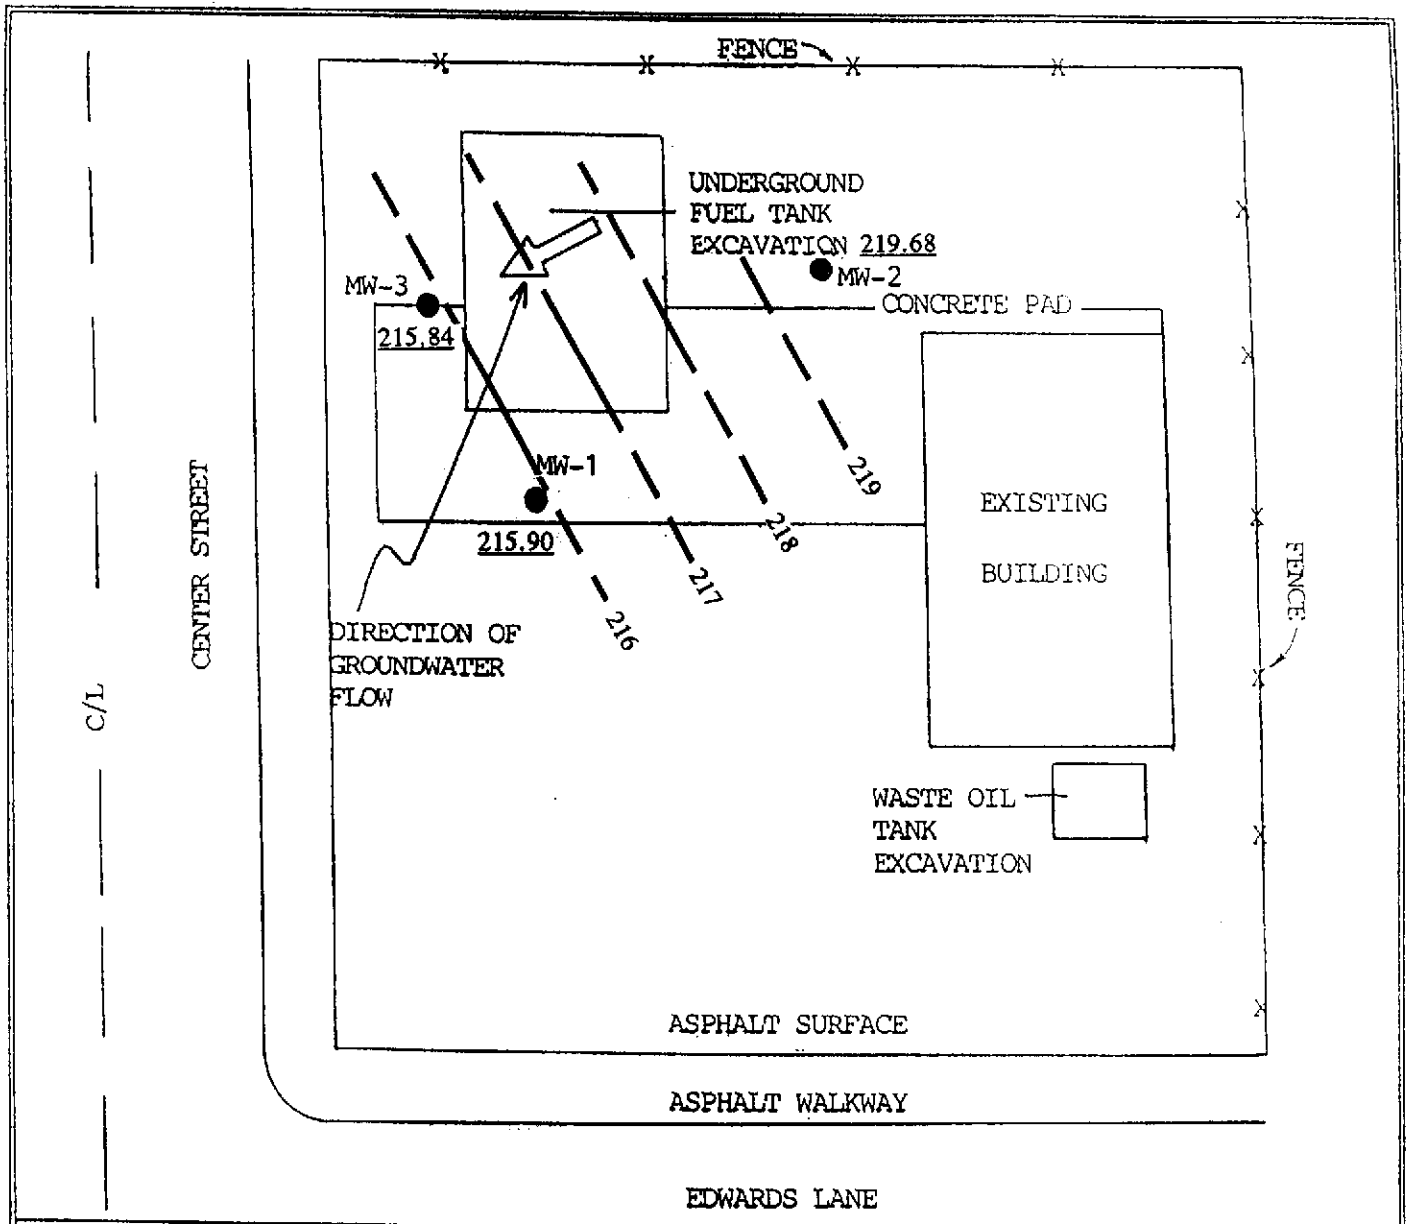 FENCE
UNDERGROUND
FUEL TANK
EXCAVATION 219.68
MW-2
MW-3
CONCRETE PAD
215.84
MW-1
219
EXISTING
218
215.90
BUILDING
217
FENCE
CENTER STREET
216
DIRECTION OF
GROUNDWATER
FLOW
C/L
WASTE OIL
TANK
EXCAVATION
ASPHALT SURFACE
ASPHALT WALKWAY
EDWARDS LANE